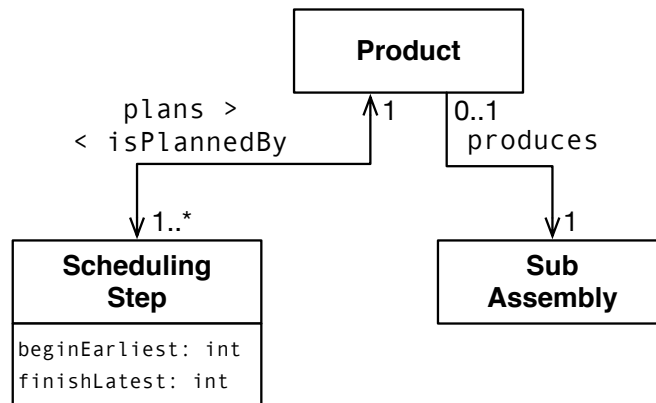 Product
plans >
< isPlannedBy
1
0..1
produces
1..*
1
Scheduling
Step
beginEarliest: int
finishLatest: int
Sub
Assembly